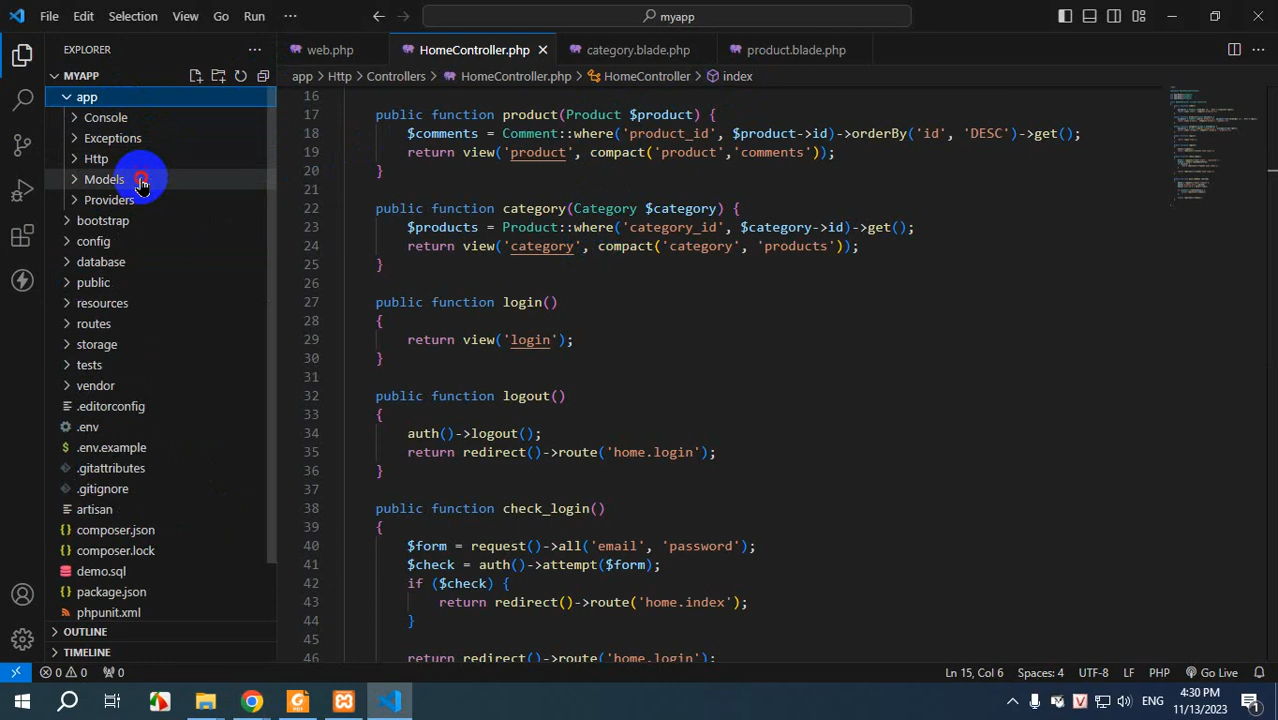 File Edit Selection View Go Run ··· myapp
EXPLORER ···
web.php HomeController.php category.blade.php product.blade.php
MYAPP
app > Http > Controllers > HomeController.php > HomeController > index
app
Console
Exceptions
Http
Models
Providers
bootstrap
config
database
public
resources
routes
storage
tests
vendor
.editorconfig
.env
.env.example
.gitattributes
.gitignore
artisan
composer.json
composer.lock
demo.sql
package.json
phpunit.xml
OUTLINE
TIMELINE
16
17 public function product(Product $product) {
18 $comments = Comment::where('product_id', $product->id)->orderBy('id', 'DESC')->get();
19 return view('product', compact('product','comments'));
20 }
21
22 public function category(Category $category) {
23 $products = Product::where('category_id', $category->id)->get();
24 return view('category', compact('category', 'products'));
25 }
26
27 public function login()
28 {
29 return view('login');
30 }
31
32 public function logout()
33 {
34 auth()->logout();
35 return redirect()->route('home.login');
36 }
37
38 public function check_login()
39 {
40 $form = request()->all('email', 'password');
41 $check = auth()->attempt($form);
42 if ($check) {
43 return redirect()->route('home.index');
44 }
45
46 return redirect()->route('home.login');
0 0 0 Ln 15, Col 6 Spaces: 4 UTF-8 LF PHP Go Live
ENG 4:30 PM
11/13/2023